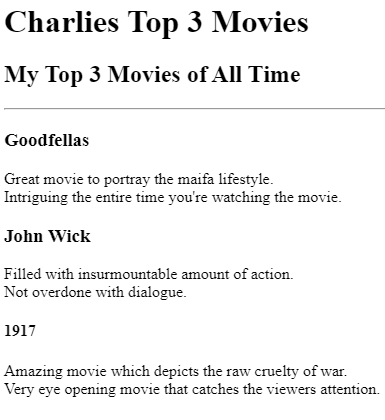 Charlies Top 3 Movies
My Top 3 Movies of All Time
Goodfellas
Great movie to portray the maifa lifestyle.
Intriguing the entire time you're watching the movie.
John Wick
Filled with insurmountable amount of action.
Not overdone with dialogue.
1917
Amazing movie which depicts the raw cruelty of war.
Very eye opening movie that catches the viewers attention.